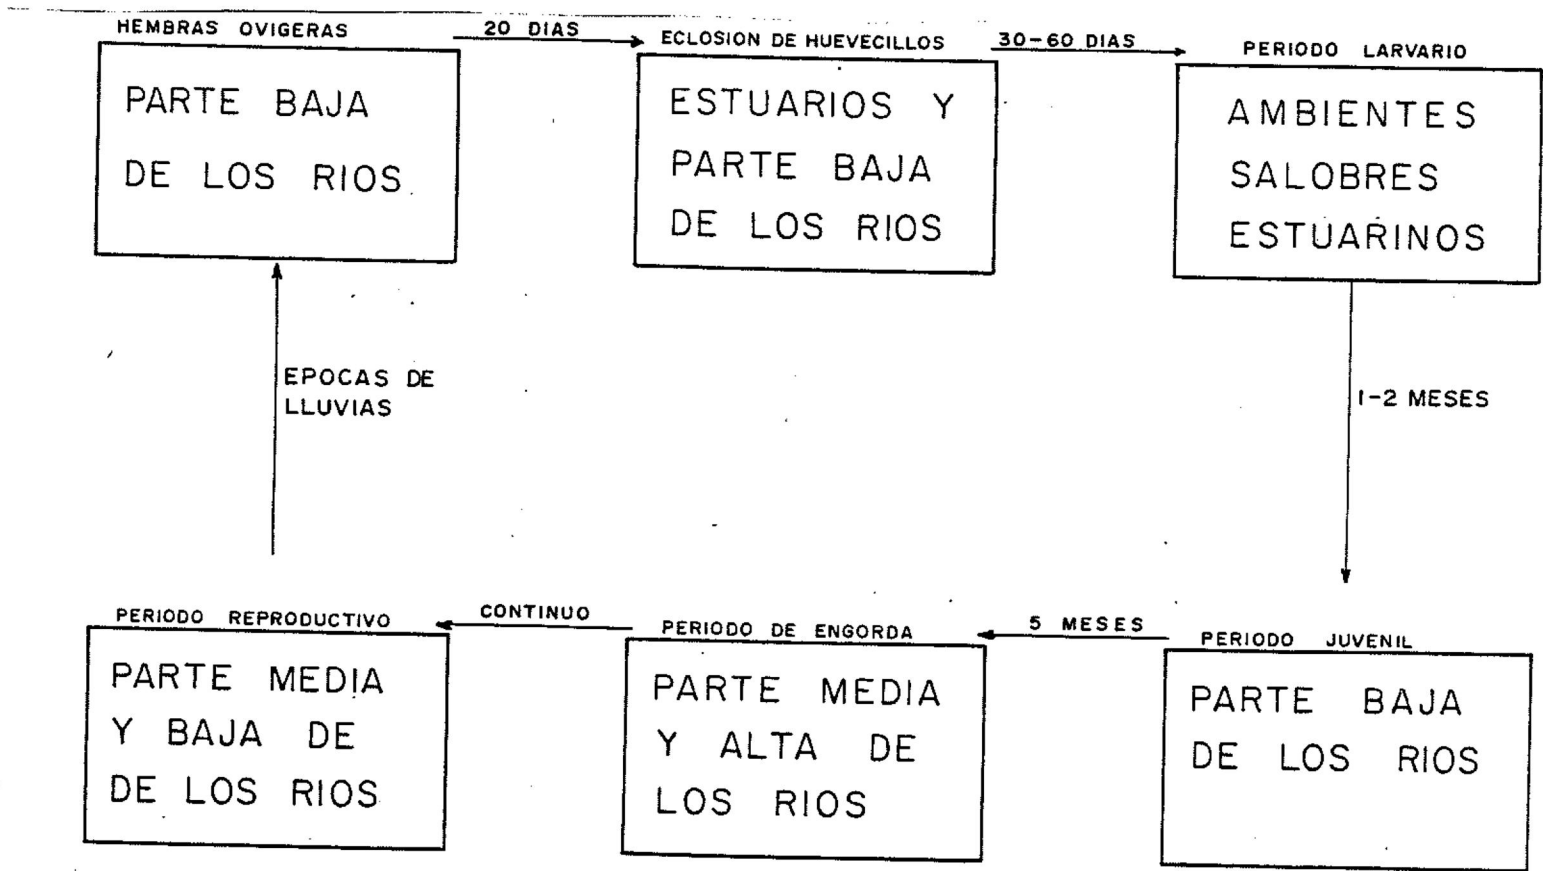 HEMBRAS OVIGERAS
20 DIAS
ECLOSION DE HUEVECILLOS
30-60 DIAS
PERIODO LARVARIO
PARTE BAJA
DE LOS RIOS
ESTUARIOS Y
PARTE BAJA
DE LOS RIOS
AMBIENTES
SALOBRES
ESTUARINOS
EPOCAS DE
LLUVIAS
1-2 MESES
PERIODO REPRODUCTIVO
CONTINUO
PERIODO DE ENGORDA
5 MESES
PERIODO JUVENIL
PARTE MEDIA
Y BAJA DE
DE LOS RIOS
PARTE MEDIA
Y ALTA DE
LOS RIOS
PARTE BAJA
DE LOS RIOS